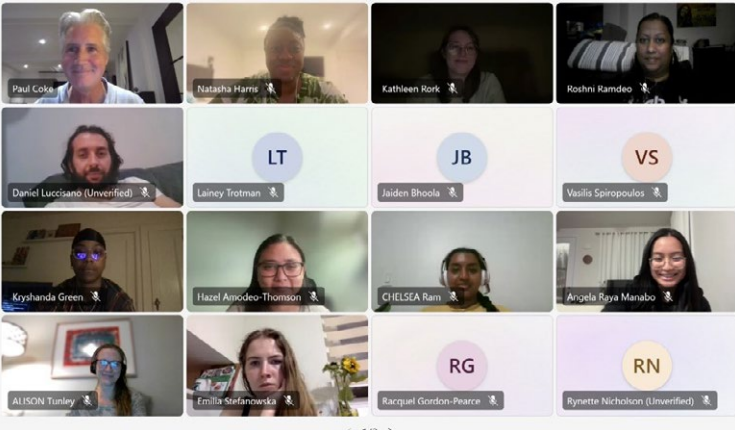 Paul Coke
Natasha Harris
Kathleen Rork
Roshni Ramdeo
Daniel Luccisano (Unverified)
LT
Lainey Trotman
JB
Jaiden Bhoola
VS
Vasilis Spiropoulos
Kryshanda Green
Hazel Amodeo-Thomson
CHELSEA Ram
Angela Raya Manabo
ALISON Tunley
Emilia Stefanowska
RG
Racquel Gordon-Pearce
RN
Rynette Nicholson (Unverified)